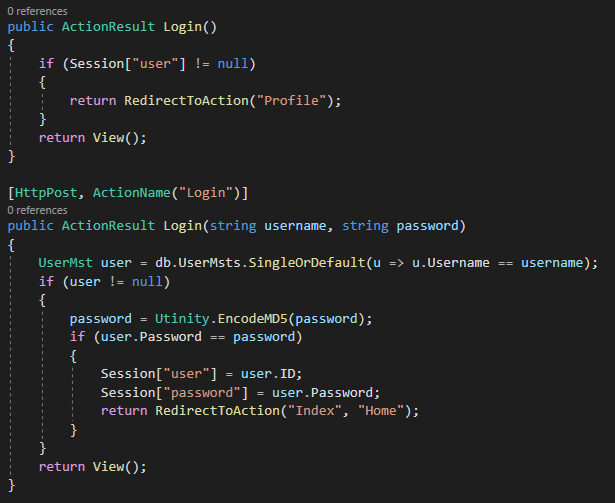 0 references
public ActionResult Login()
{
if (Session["user"] != null)
{
return RedirectToAction("Profile");
}
return View();
}
[HttpPost, ActionName("Login")]
0 references
public ActionResult Login(string username, string password)
{
UserMst user = db.UserMsts.SingleOrDefault(u => u.Username == username);
if (user != null)
{
password = Utinity.EncodeMD5(password);
if (user.Password == password)
{
Session["user"] = user.ID;
Session["password"] = user.Password;
return RedirectToAction("Index", "Home");
}
}
return View();
}